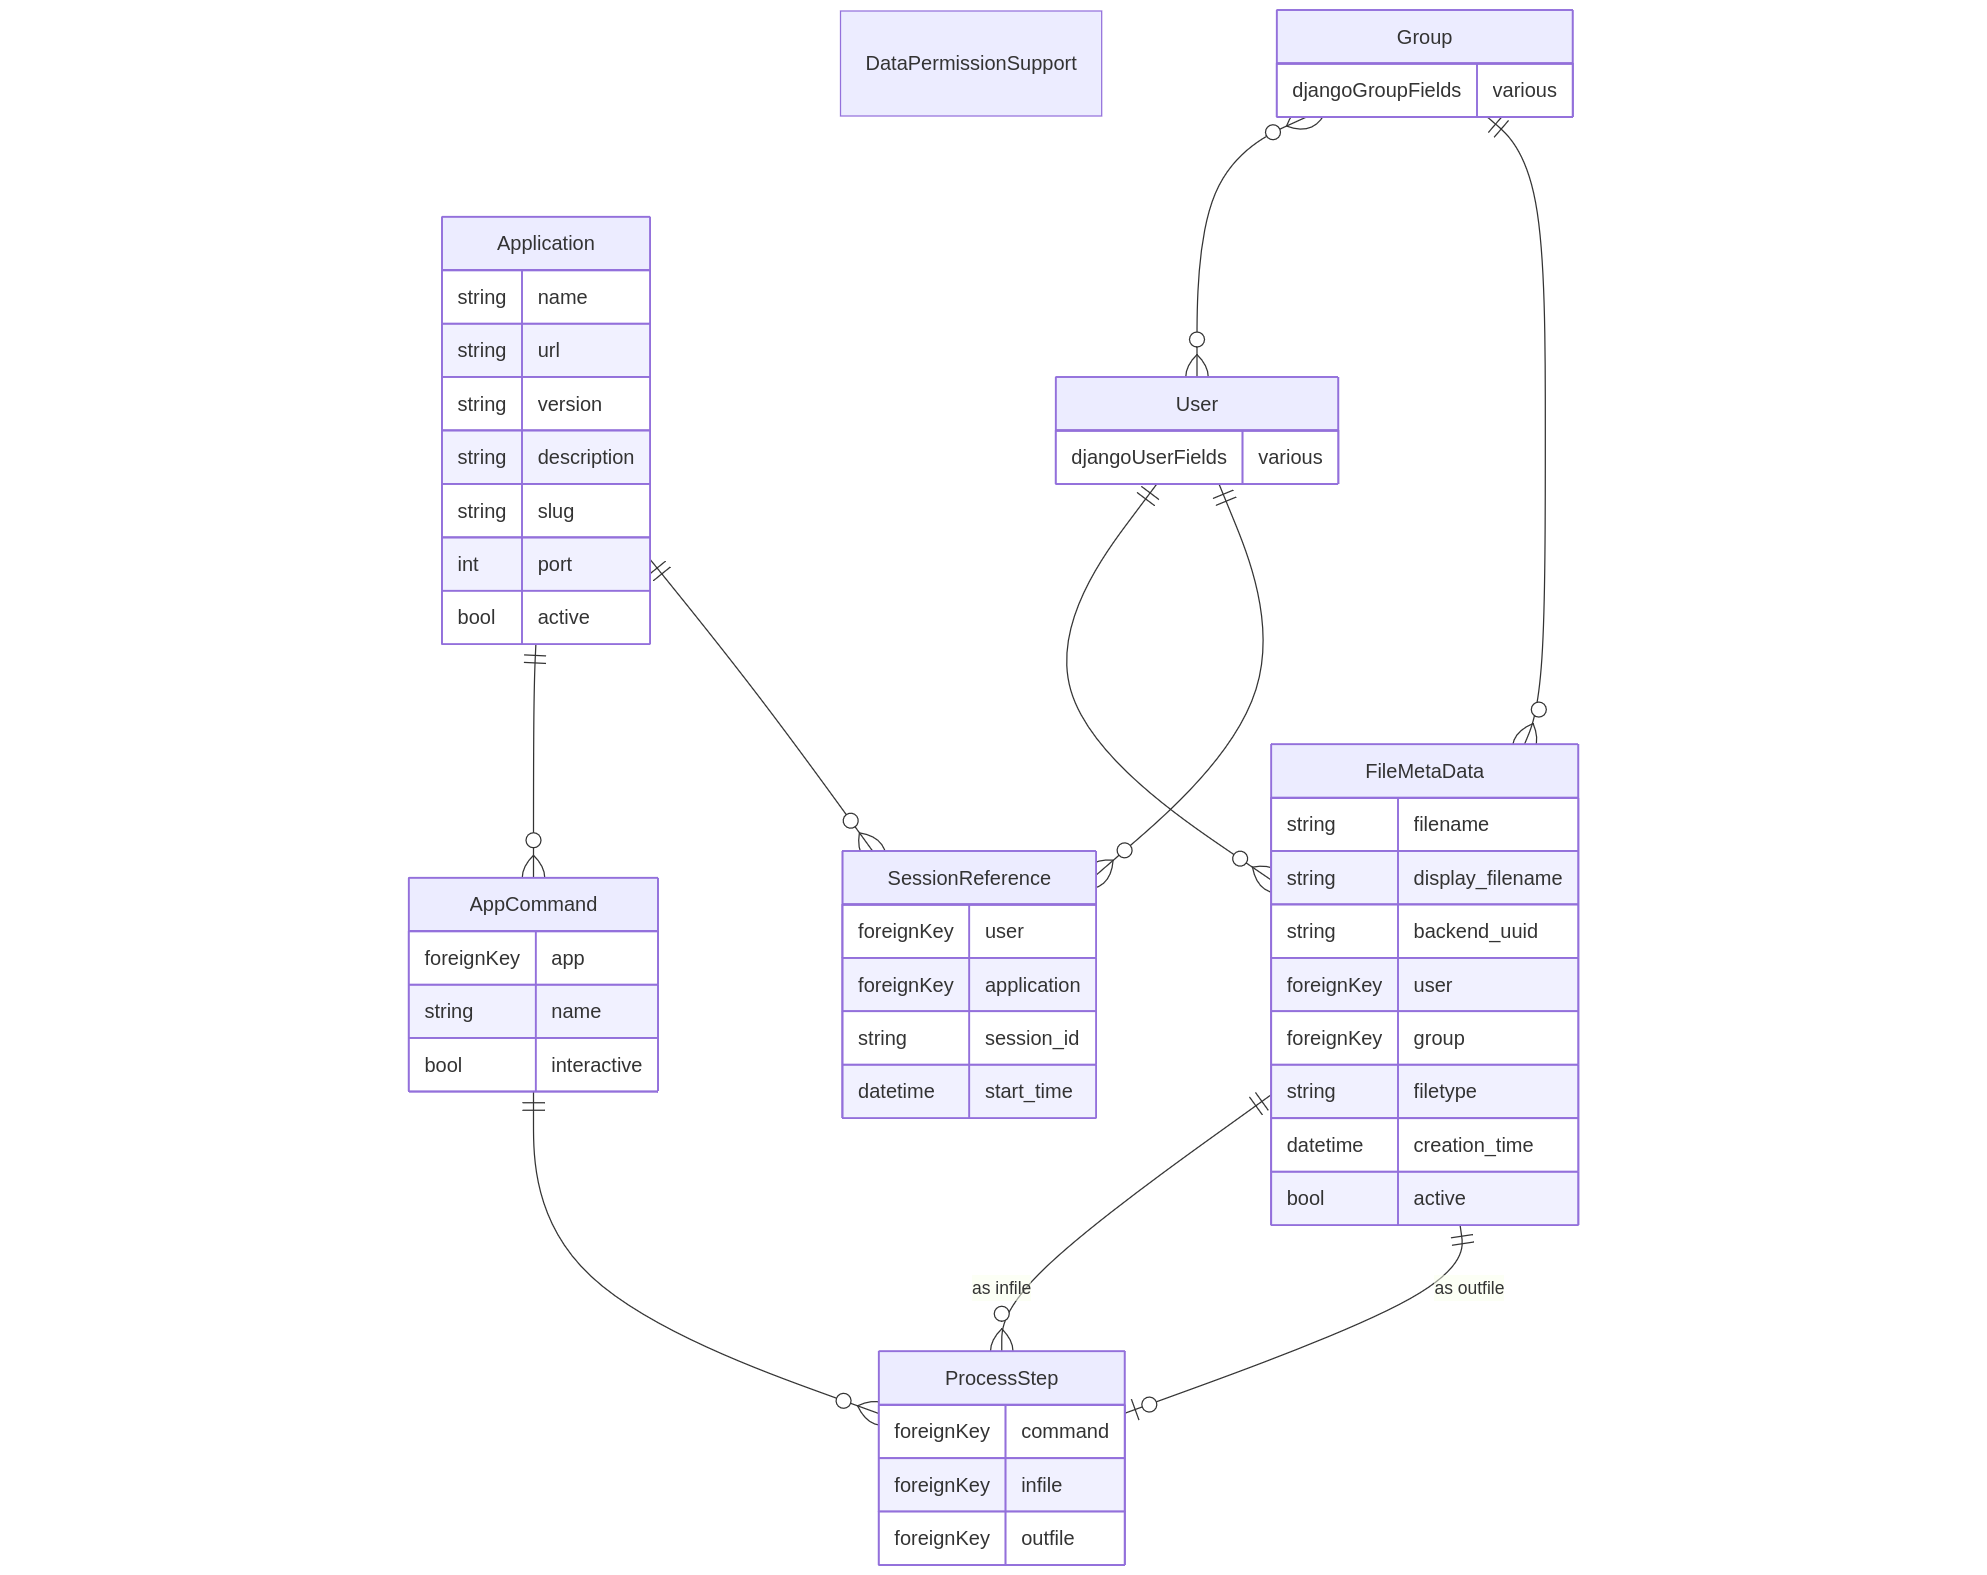 DataPermissionSupport
Group
djangoGroupFields various
Application
string name
string url
string version
string description
string slug
int port
bool active
User
djangoUserFields various
FileMetaData
string filename
string display_filename
string backend_uuid
foreignKey user
foreignKey group
string filetype
datetime creation_time
bool active
SessionReference
foreignKey user
foreignKey application
string session_id
datetime start_time
AppCommand
foreignKey app
string name
bool interactive
as infile
as outfile
ProcessStep
foreignKey command
foreignKey infile
foreignKey outfile